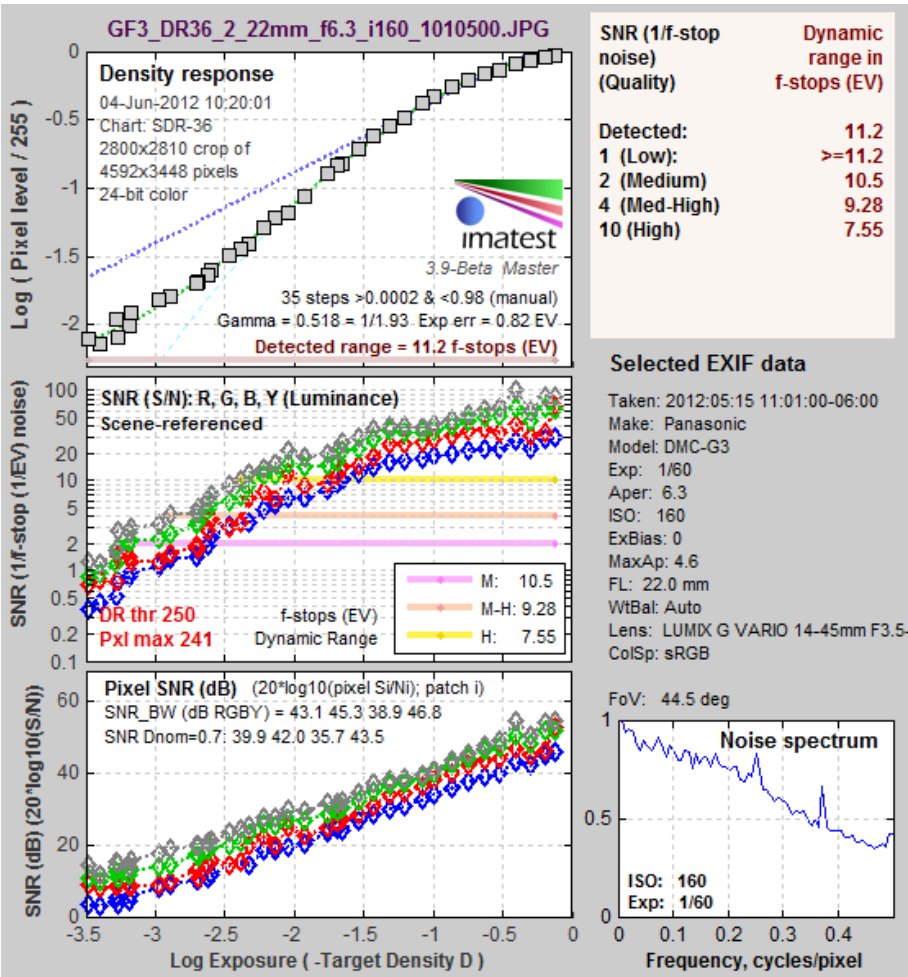 GF3_DR36_2_22mm_f6.3_i160_1010500.JPG
Density response
04-Jun-2012 10:20:01
Chart: SDR-36
2800x2810 crop of
4592x3448 pixels
24-bit color
imatest
3.9-Beta Master
35 steps >0.0002 & <0.98 (manual)
Gamma = 0.518 = 1/1.93 Exp err = 0.82 EV
Detected range = 11.2 f-stops (EV)
Log ( Pixel level / 255 )
0
-0.5
-1
-1.5
-2
SNR (1/f-stop Dynamic
noise) range in
(Quality) f-stops (EV)
Detected: 11.2
1 (Low): >=11.2
2 (Medium) 10.5
4 (Med-High) 9.28
10 (High) 7.55
SNR (S/N): R, G, B, Y (Luminance)
Scene-referenced
SNR (1/f-stop (1/EV) noise)
100
50
20
10
5
2
1
0.5
0.2
0.1
DR thr 250
Pxl max 241
f-stops (EV)
Dynamic Range
M: 10.5
M-H: 9.28
H: 7.55
Selected EXIF data
Taken: 2012:05:15 11:01:00-06:00
Make: Panasonic
Model: DMC-G3
Exp: 1/60
Aper: 6.3
ISO: 160
ExBias: 0
MaxAp: 4.6
FL: 22.0 mm
WtBal: Auto
Lens: LUMIX G VARIO 14-45mm F3.5-
ColSp: sRGB
FoV: 44.5 deg
Pixel SNR (dB) (20*log10(pixel Si/Ni); patch i)
SNR_BW (dB RGBY) = 43.1 45.3 38.9 46.8
SNR Dnom=0.7: 39.9 42.0 35.7 43.5
SNR (dB) (20*log10(S/N))
60
40
20
0
-3.5 -3 -2.5 -2 -1.5 -1 -0.5 0
Log Exposure ( -Target Density D )
Noise spectrum
1
0.5
0
ISO: 160
Exp: 1/60
0 0.1 0.2 0.3 0.4
Frequency, cycles/pixel